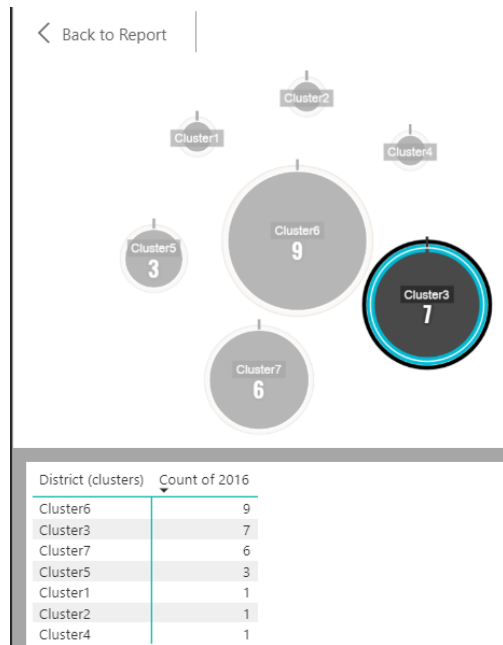 Back to Report
Cluster2
Cluster1
Cluster4
Cluster6
9
Cluster5
3
Cluster3
7
Cluster7
6
District (clusters) Count of 2016
Cluster6 9
Cluster3 7
Cluster7 6
Cluster5 3
Cluster1 1
Cluster2 1
Cluster4 1